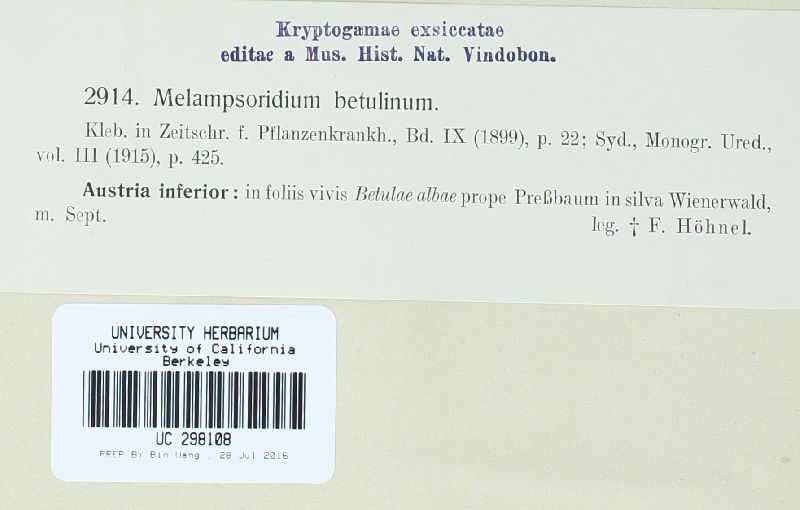 Kryptogamae exsiccatae
editae a Mus. Hist. Nat. Vindobon.
2914. Melampsoridium betulinum.
Kleb. in Zeitschr. f. Pflanzenkrankh., Bd. IX (1899), p. 22; Syd., Monogr. Ured.,
vol. III (1915), p. 425.
Austria inferior: in foliis vivis Betulae albae prope Preßbaum in silva Wienerwald,
m. Sept. leg. † F. Höhnel.
UNIVERSITY HERBARIUM
University of California
Berkeley
UC 298108
PREP BY Bin Wang , 28 Jul 2016